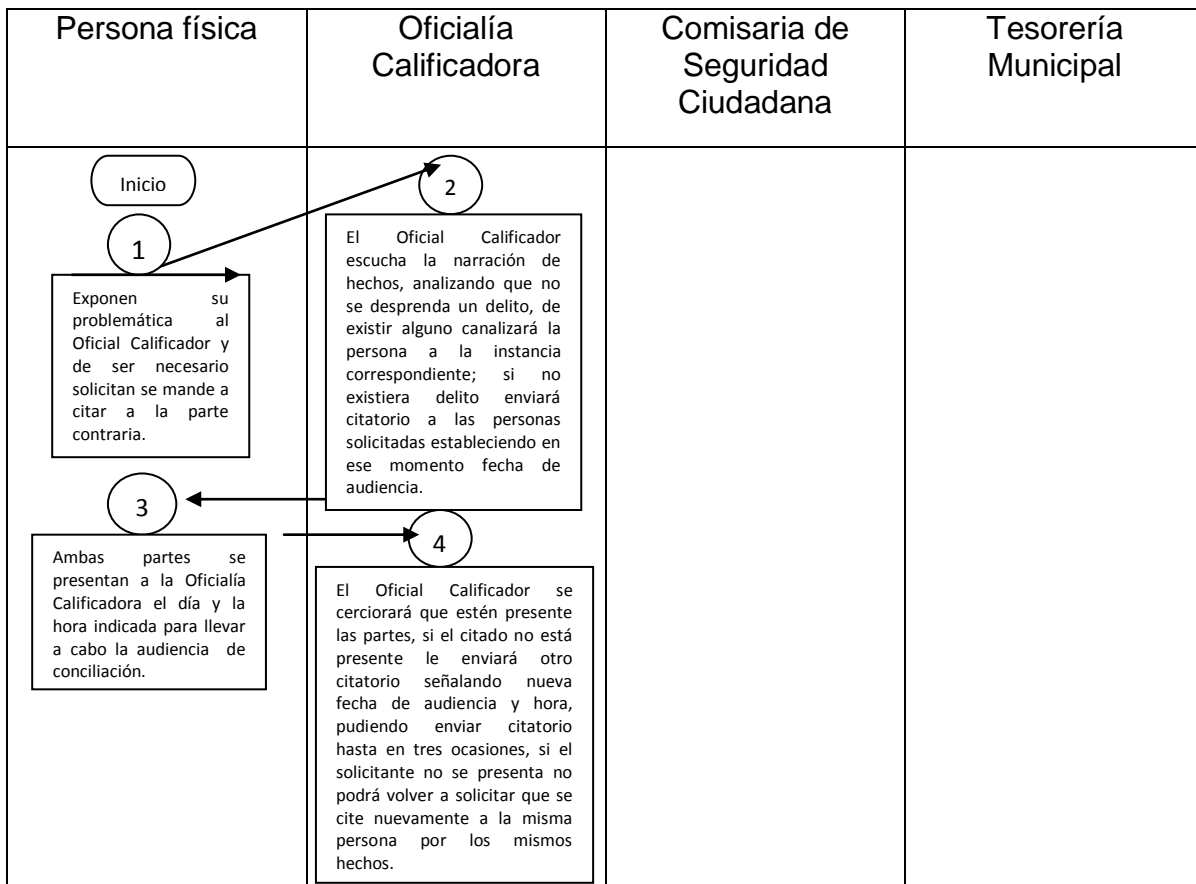 Persona física
Oficialía
Calificadora
Comisaria de
Seguridad
Ciudadana
Tesorería
Municipal
Inicio
1
Exponen su
problemática al
Oficial Calificador y
de ser necesario
solicitan se mande a
citar a la parte
contraria.
2
El Oficial Calificador
escucha la narración de
hechos, analizando que no
se desprenda un delito, de
existir alguno canalizará la
persona a la instancia
correspondiente; si no
existiera delito enviará
citatorio a las personas
solicitadas estableciendo en
ese momento fecha de
audiencia.
3
Ambas partes se
presentan a la Oficialía
Calificadora el día y la
hora indicada para llevar
a cabo la audiencia de
conciliación.
4
El Oficial Calificador se
cerciorará que estén presente
las partes, si el citado no está
presente le enviará otro
citatorio señalando nueva
fecha de audiencia y hora,
pudiendo enviar citatorio
hasta en tres ocasiones, si el
solicitante no se presenta no
podrá volver a solicitar que se
cite nuevamente a la misma
persona por los mismos
hechos.